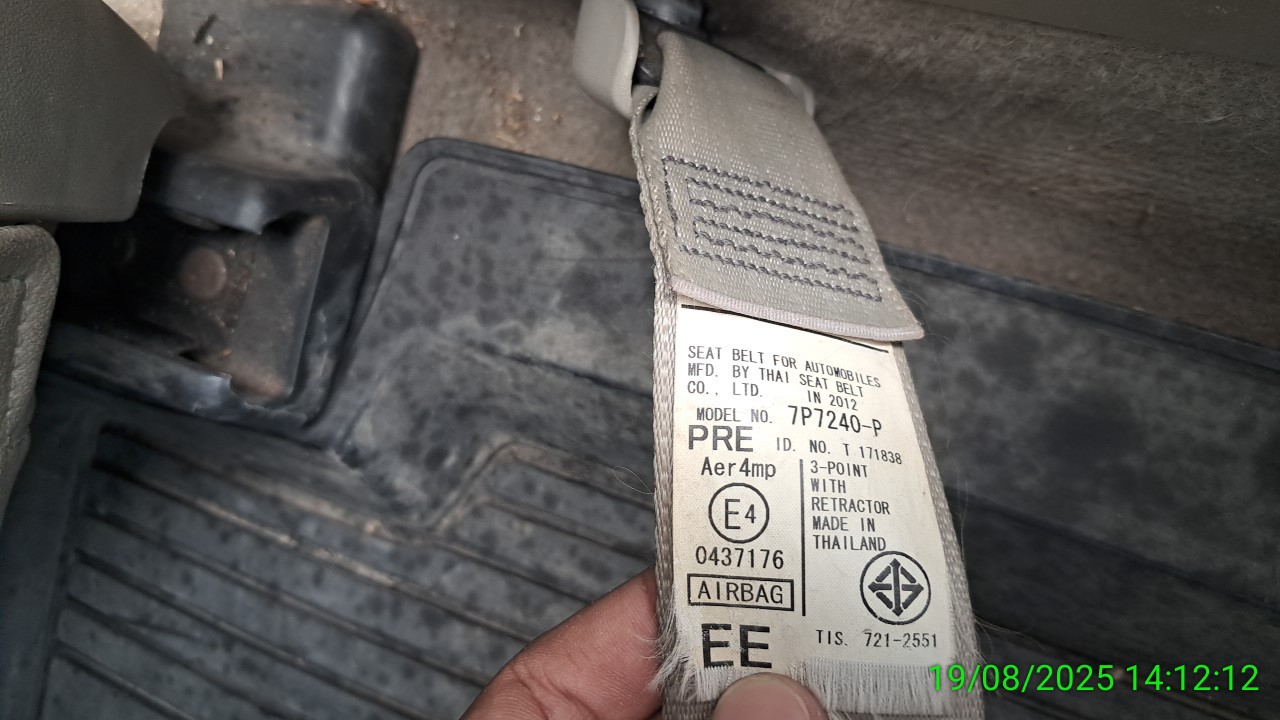 SEAT BELT FOR AUTOMOBILES
MFD. BY THAI SEAT BELT
CO., LTD. IN 2012
MODEL NO. 7P7240-P
PRE ID. NO. T 171838
Aer4mp
E4
0437176
AIRBAG
EE
3-POINT
WITH
RETRACTOR
MADE IN
THAILAND
TIS. 721-2551
19/08/2025 14:12:12